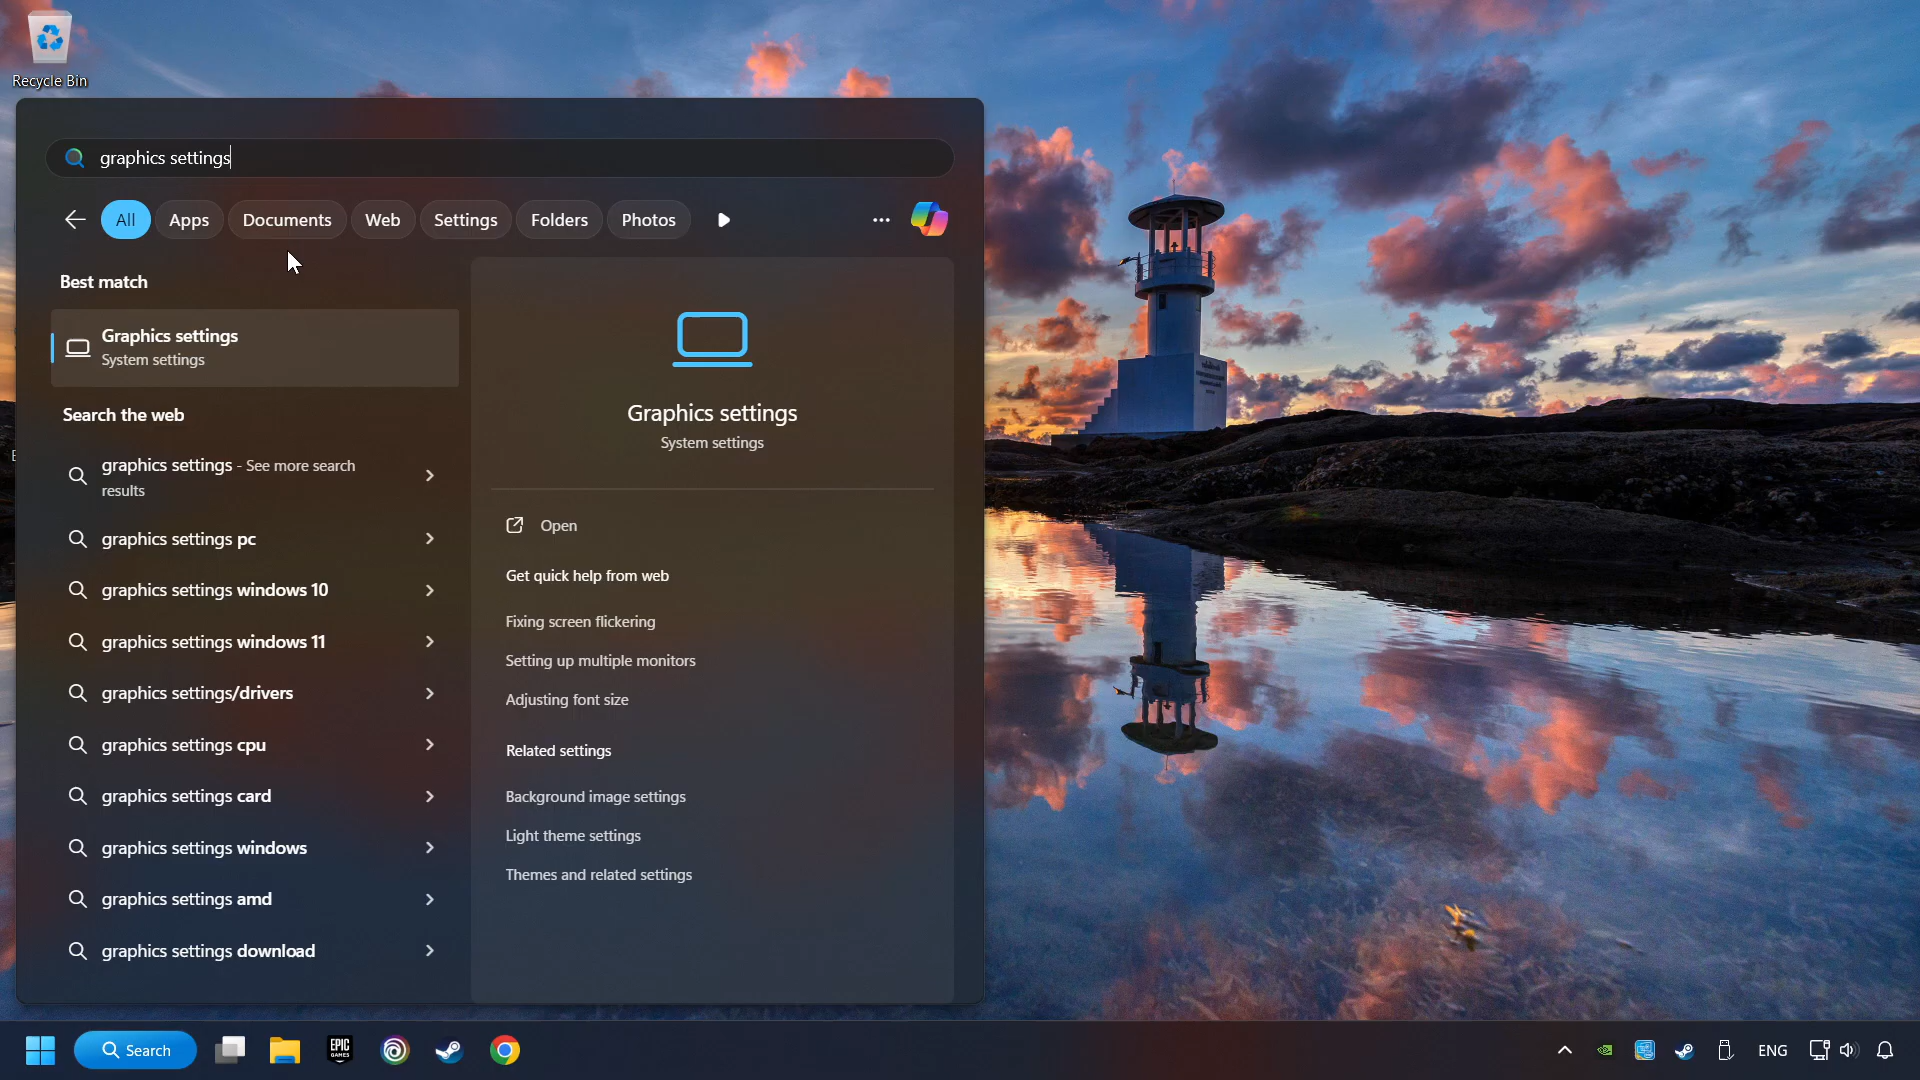 Recycle Bin
graphics settings
All
Apps
Documents
Web
Settings
Folders
Photos
Best match
Graphics settings
System settings
Search the web
graphics settings - See more search
results
graphics settings pc
graphics settings windows 10
graphics settings windows 11
graphics settings/drivers
graphics settings cpu
graphics settings card
graphics settings windows
graphics settings amd
graphics settings download
Graphics settings
System settings
Open
Get quick help from web
Fixing screen flickering
Setting up multiple monitors
Adjusting font size
Related settings
Background image settings
Light theme settings
Themes and related settings
Search
EPIC
GAMES
ENG